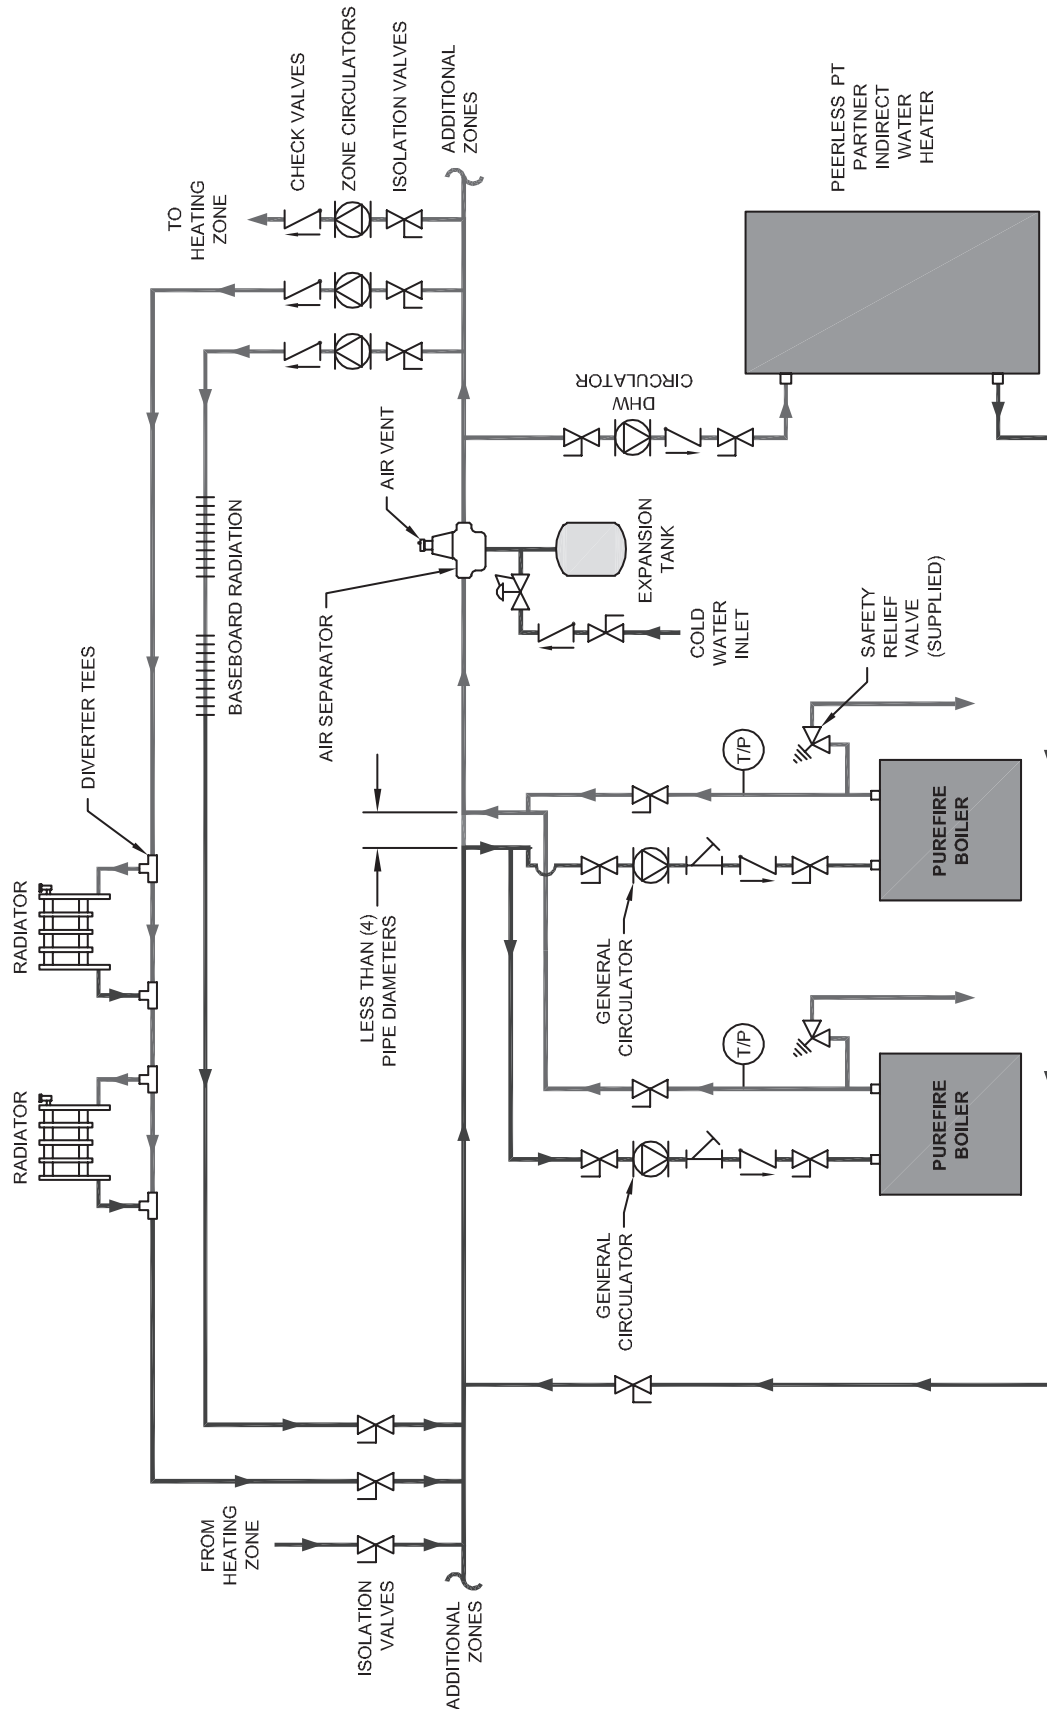 RADIATOR
RADIATOR
DIVERTER TEES
BASEBOARD RADIATION
FROM
HEATING
ZONE
TO
HEATING
ZONE
CHECK VALVES
ZONE CIRCULATORS
ISOLATION VALVES
ISOLATION
VALVES
LESS THAN (4)
PIPE DIAMETERS
AIR SEPARATOR
AIR VENT
ADDITIONAL
ZONES
ADDITIONAL
ZONES
DHW
CIRCULATOR
EXPANSION
TANK
COLD
WATER
INLET
GENERAL
CIRCULATOR
GENERAL
CIRCULATOR
T/P
T/P
SAFETY
RELIEF
VALVE
(SUPPLIED)
PEERLESS PT
PARTNER
INDIRECT
WATER
HEATER
PUREFIRE
BOILER
PUREFIRE
BOILER